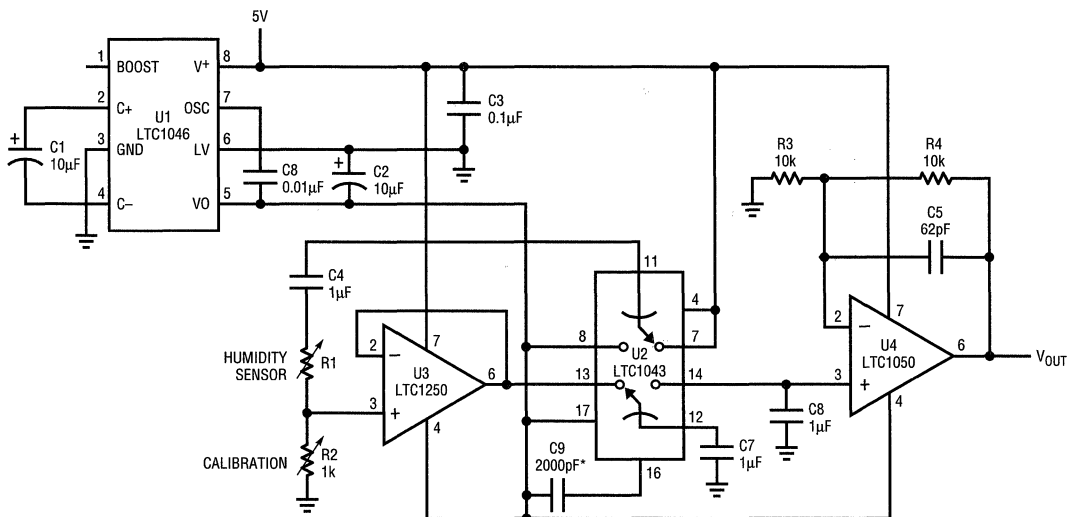 5V
1
BOOST
V+
8
2
C+
OSC
7
U1
LTC1046
3
GND
LV
6
4
C–
VO
5
+
C1
10µF
C8
0.01µF
+
C2
10µF
C3
0.1µF
R3
10k
R4
10k
C5
62pF
C4
1µF
HUMIDITY
SENSOR
R1
CALIBRATION
R2
1k
2
–
7
U3
LTC1250
6
3
+
4
11
4
8
7
U2
LTC1043
13
14
17
12
16
C9
2000pF*
C7
1µF
C8
1µF
2
–
7
U4
LTC1050
6
3
+
4
VOUT